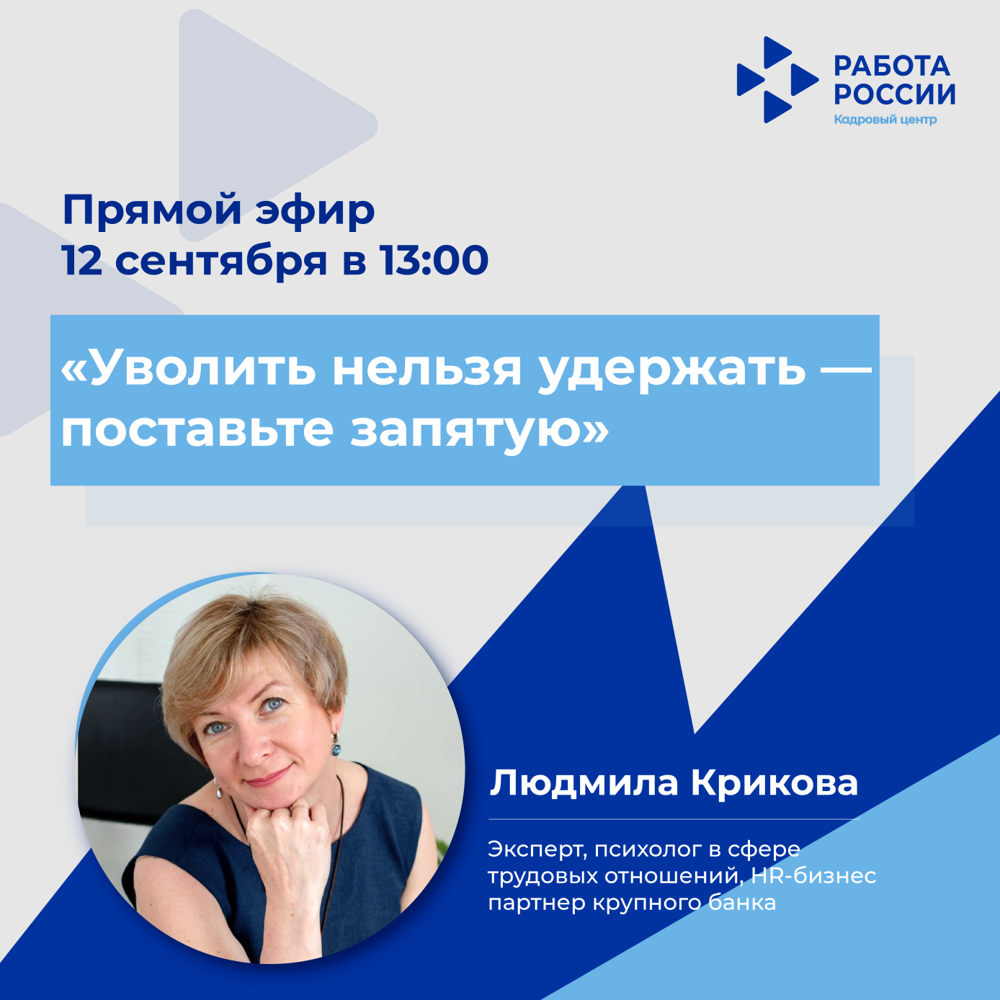 РАБОТА
РОССИИ
Кадровый центр
Прямой эфир
12 сентября в 13:00
«Уволить нельзя удержать —
поставьте запятую»
Людмила Крикова
Эксперт, психолог в сфере
трудовых отношений, HR-бизнес
партнер крупного банка